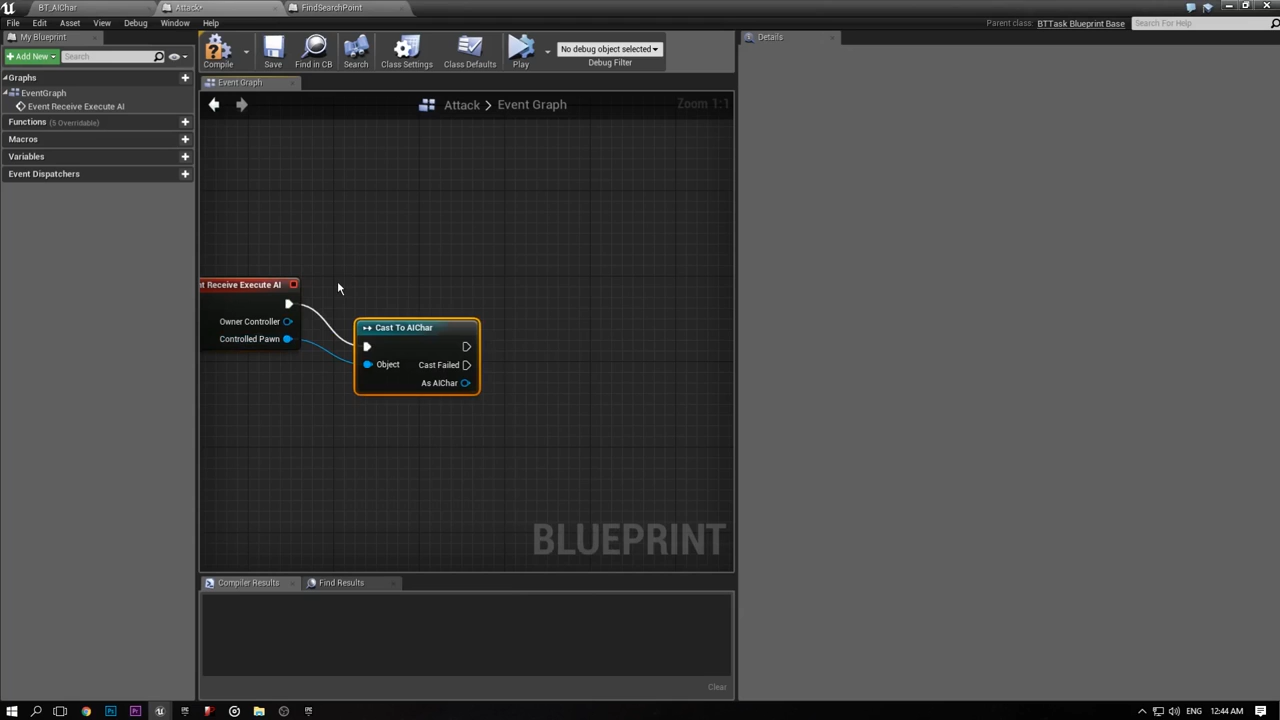 BT_AIChar
Attack*
FindSearchPoint
File Edit Asset View Debug Window Help
Parent class: BTTask Blueprint Base
Search For Help
My Blueprint
Add New
Search
Compile
Save
Find in CB
Search
Class Settings
Class Defaults
Play
No debug object selected
Debug Filter
Details
Graphs
EventGraph
Event Receive Execute AI
Functions (5 Overridable)
Macros
Variables
Event Dispatchers
Event Graph
Attack > Event Graph
Zoom 1:1
nt Receive Execute AI
Owner Controller
Controlled Pawn
Cast To AIChar
Object
Cast Failed
As AIChar
BLUEPRINT
Compiler Results
Find Results
Clear
ENG 12:44 AM